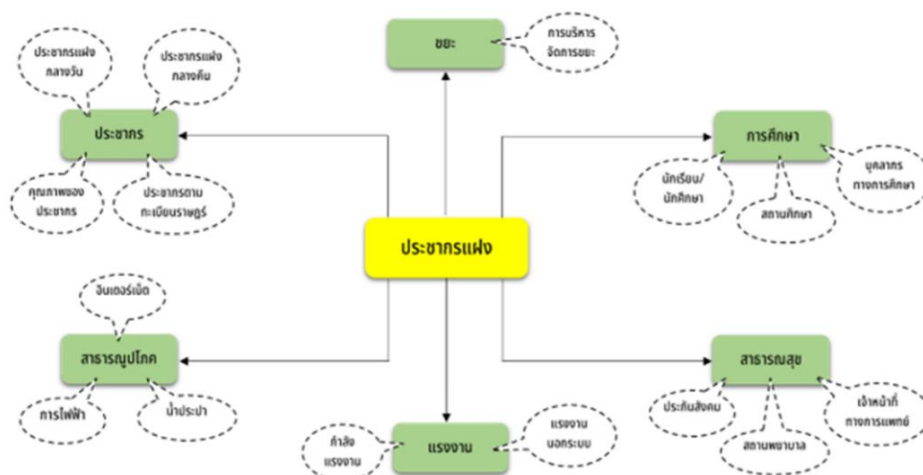 ขยะ
การบริหาร
จัดการขยะ
ประชากรแฝง
กลางวัน
ประชากรแฝง
กลางคืน
ประชากร
คุณภาพของ
ประชากร
ประชากรตาม
ทะเบียนราษฎร์
การศึกษา
นักเรียน/
นักศึกษา
สถานศึกษา
บุคลากร
ทางการศึกษา
ประชากรแฝง
อินเตอร์เน็ต
สาธารณูปโภค
การไฟฟ้า
น้ำประปา
แรงงาน
กำลัง
แรงงาน
แรงงาน
นอกระบบ
สาธารณสุข
ประกันสังคม
สถานพยาบาล
เจ้าหน้าที่
ทางการแพทย์